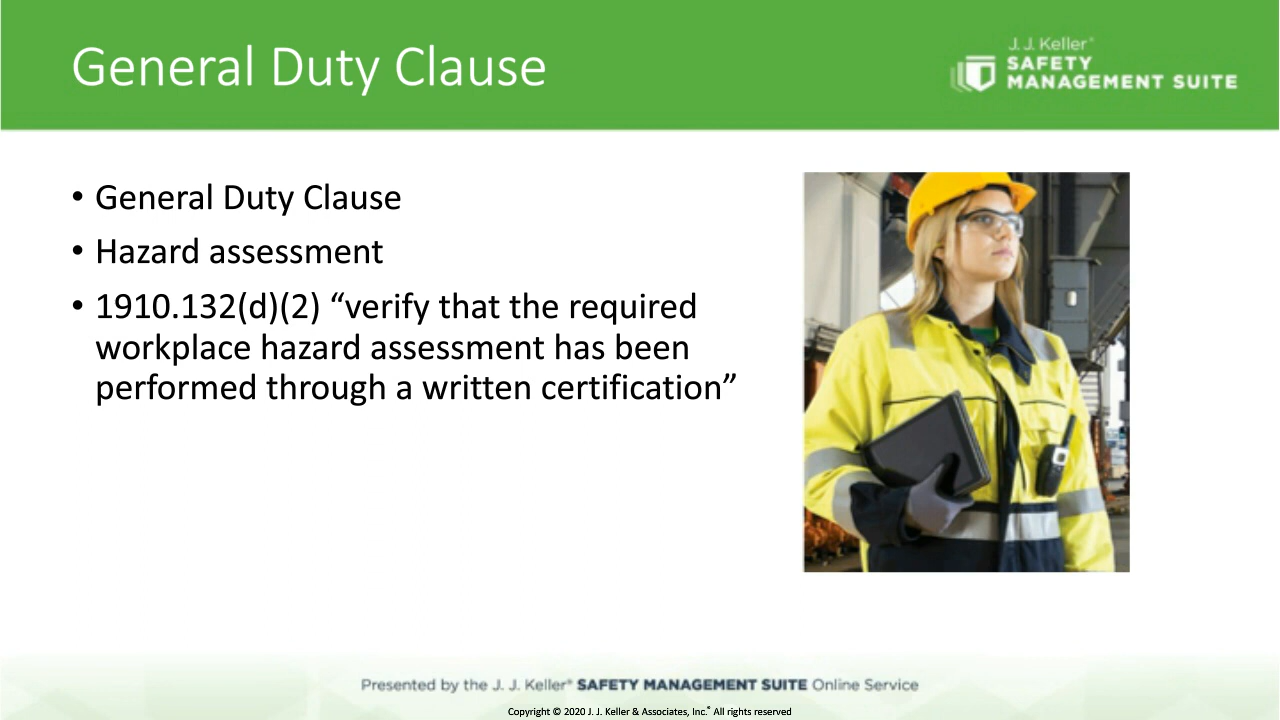 General Duty Clause
J. J. Keller®
SAFETY
MANAGEMENT SUITE
• General Duty Clause
• Hazard assessment
• 1910.132(d)(2) “verify that the required
workplace hazard assessment has been
performed through a written certification”
Presented by the J. J. Keller® SAFETY MANAGEMENT SUITE Online Service
Copyright © 2020 J. J. Keller & Associates, Inc.® All rights reserved